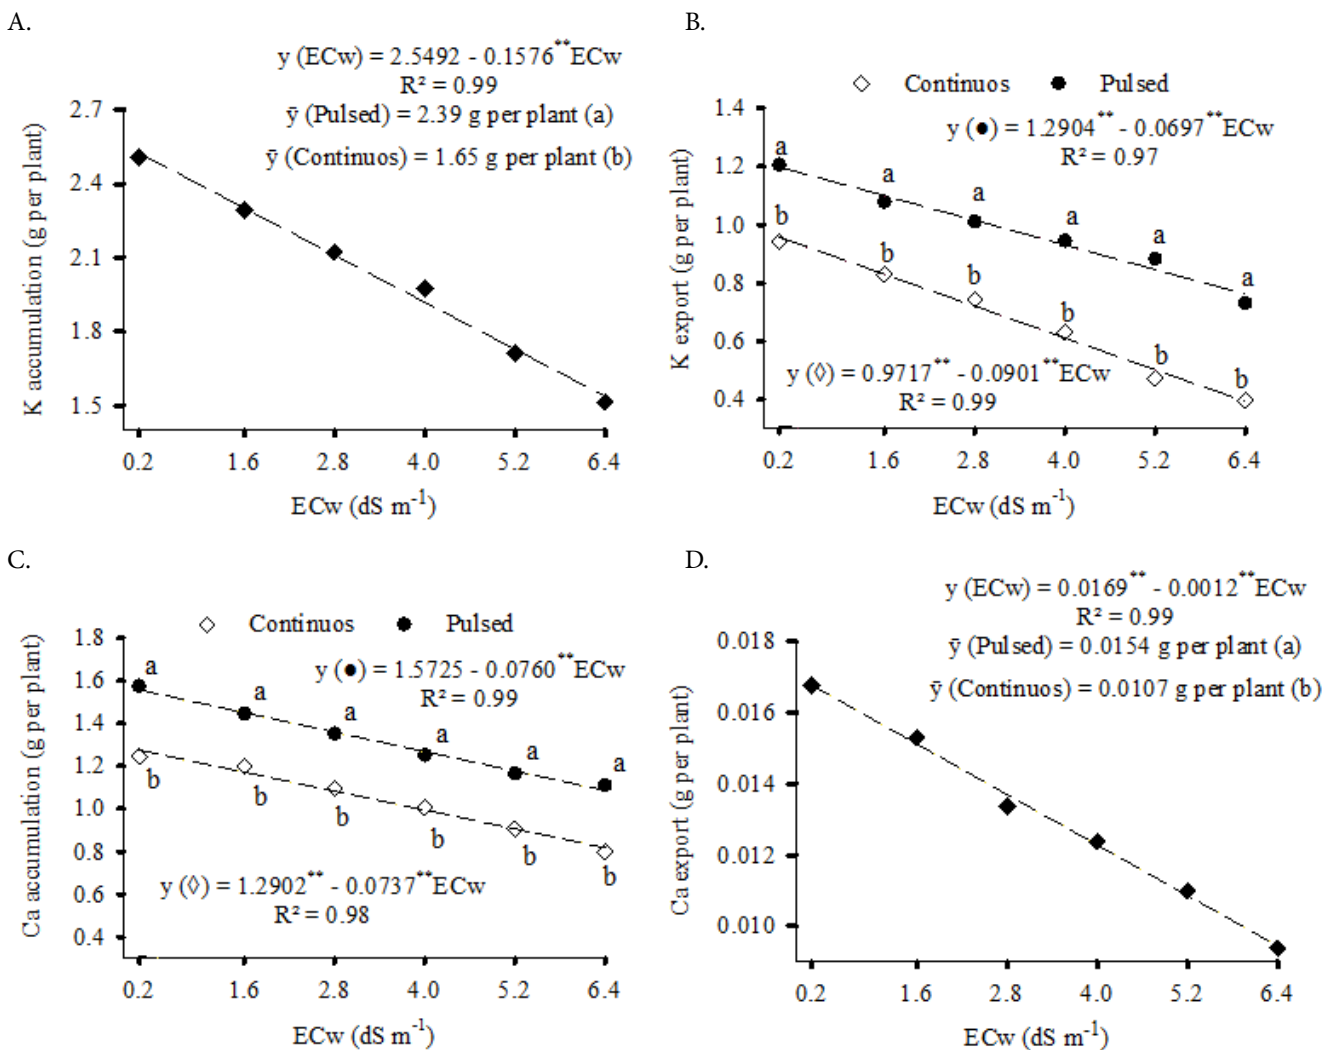 A.
y (ECw) = 2.5492 - 0.1576**ECw
R² = 0.99
ȳ (Pulsed) = 2.39 g per plant (a)
ȳ (Continuos) = 1.65 g per plant (b)
K accumulation (g per plant)
2.7
2.4
2.1
1.8
1.5
0.2 1.6 2.8 4.0 5.2 6.4
ECw (dS m⁻¹)
B.
◇ Continuos ● Pulsed
y (●) = 1.2904** - 0.0697**ECw
R² = 0.97
K export (g per plant)
1.4
1.2
1.0
0.8
0.6
0.4
a a a a a a
b b b b b b
y (◊) = 0.9717** - 0.0901**ECw
R² = 0.99
0.2 1.6 2.8 4.0 5.2 6.4
ECw (dS m⁻¹)
C.
◇ Continuos ● Pulsed
y (●) = 1.5725 - 0.0760**ECw
R² = 0.99
Ca accumulation (g per plant)
1.8
1.6
1.4
1.2
1.0
0.8
0.6
0.4
a a a a a a
b b b b b b
y (◊) = 1.2902** - 0.0737**ECw
R² = 0.98
0.2 1.6 2.8 4.0 5.2 6.4
ECw (dS m⁻¹)
D.
y (ECw) = 0.0169** - 0.0012**ECw
R² = 0.99
ȳ (Pulsed) = 0.0154 g per plant (a)
ȳ (Continuos) = 0.0107 g per plant (b)
Ca export (g per plant)
0.018
0.016
0.014
0.012
0.010
0.2 1.6 2.8 4.0 5.2 6.4
ECw (dS m⁻¹)